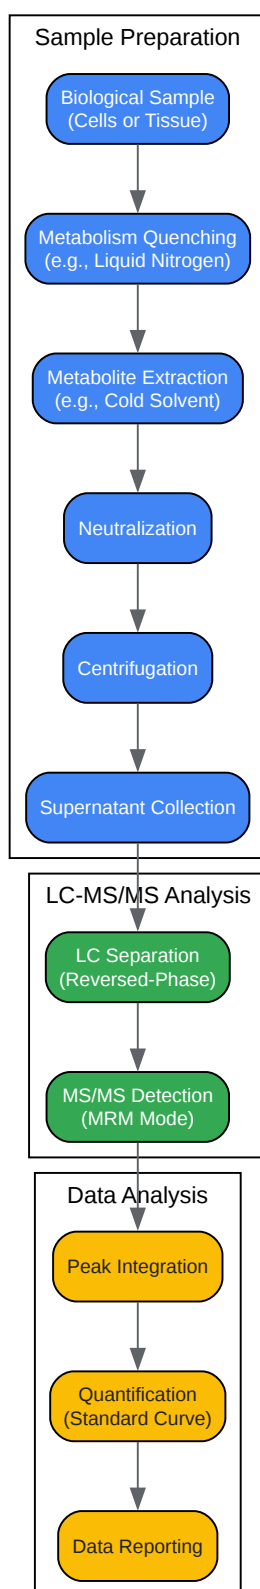 Sample Preparation
Biological Sample
(Cells or Tissue)
Metabolism Quenching
(e.g., Liquid Nitrogen)
Metabolite Extraction
(e.g., Cold Solvent)
Neutralization
Centrifugation
Supernatant Collection
LC-MS/MS Analysis
LC Separation
(Reversed-Phase)
MS/MS Detection
(MRM Mode)
Data Analysis
Peak Integration
Quantification
(Standard Curve)
Data Reporting